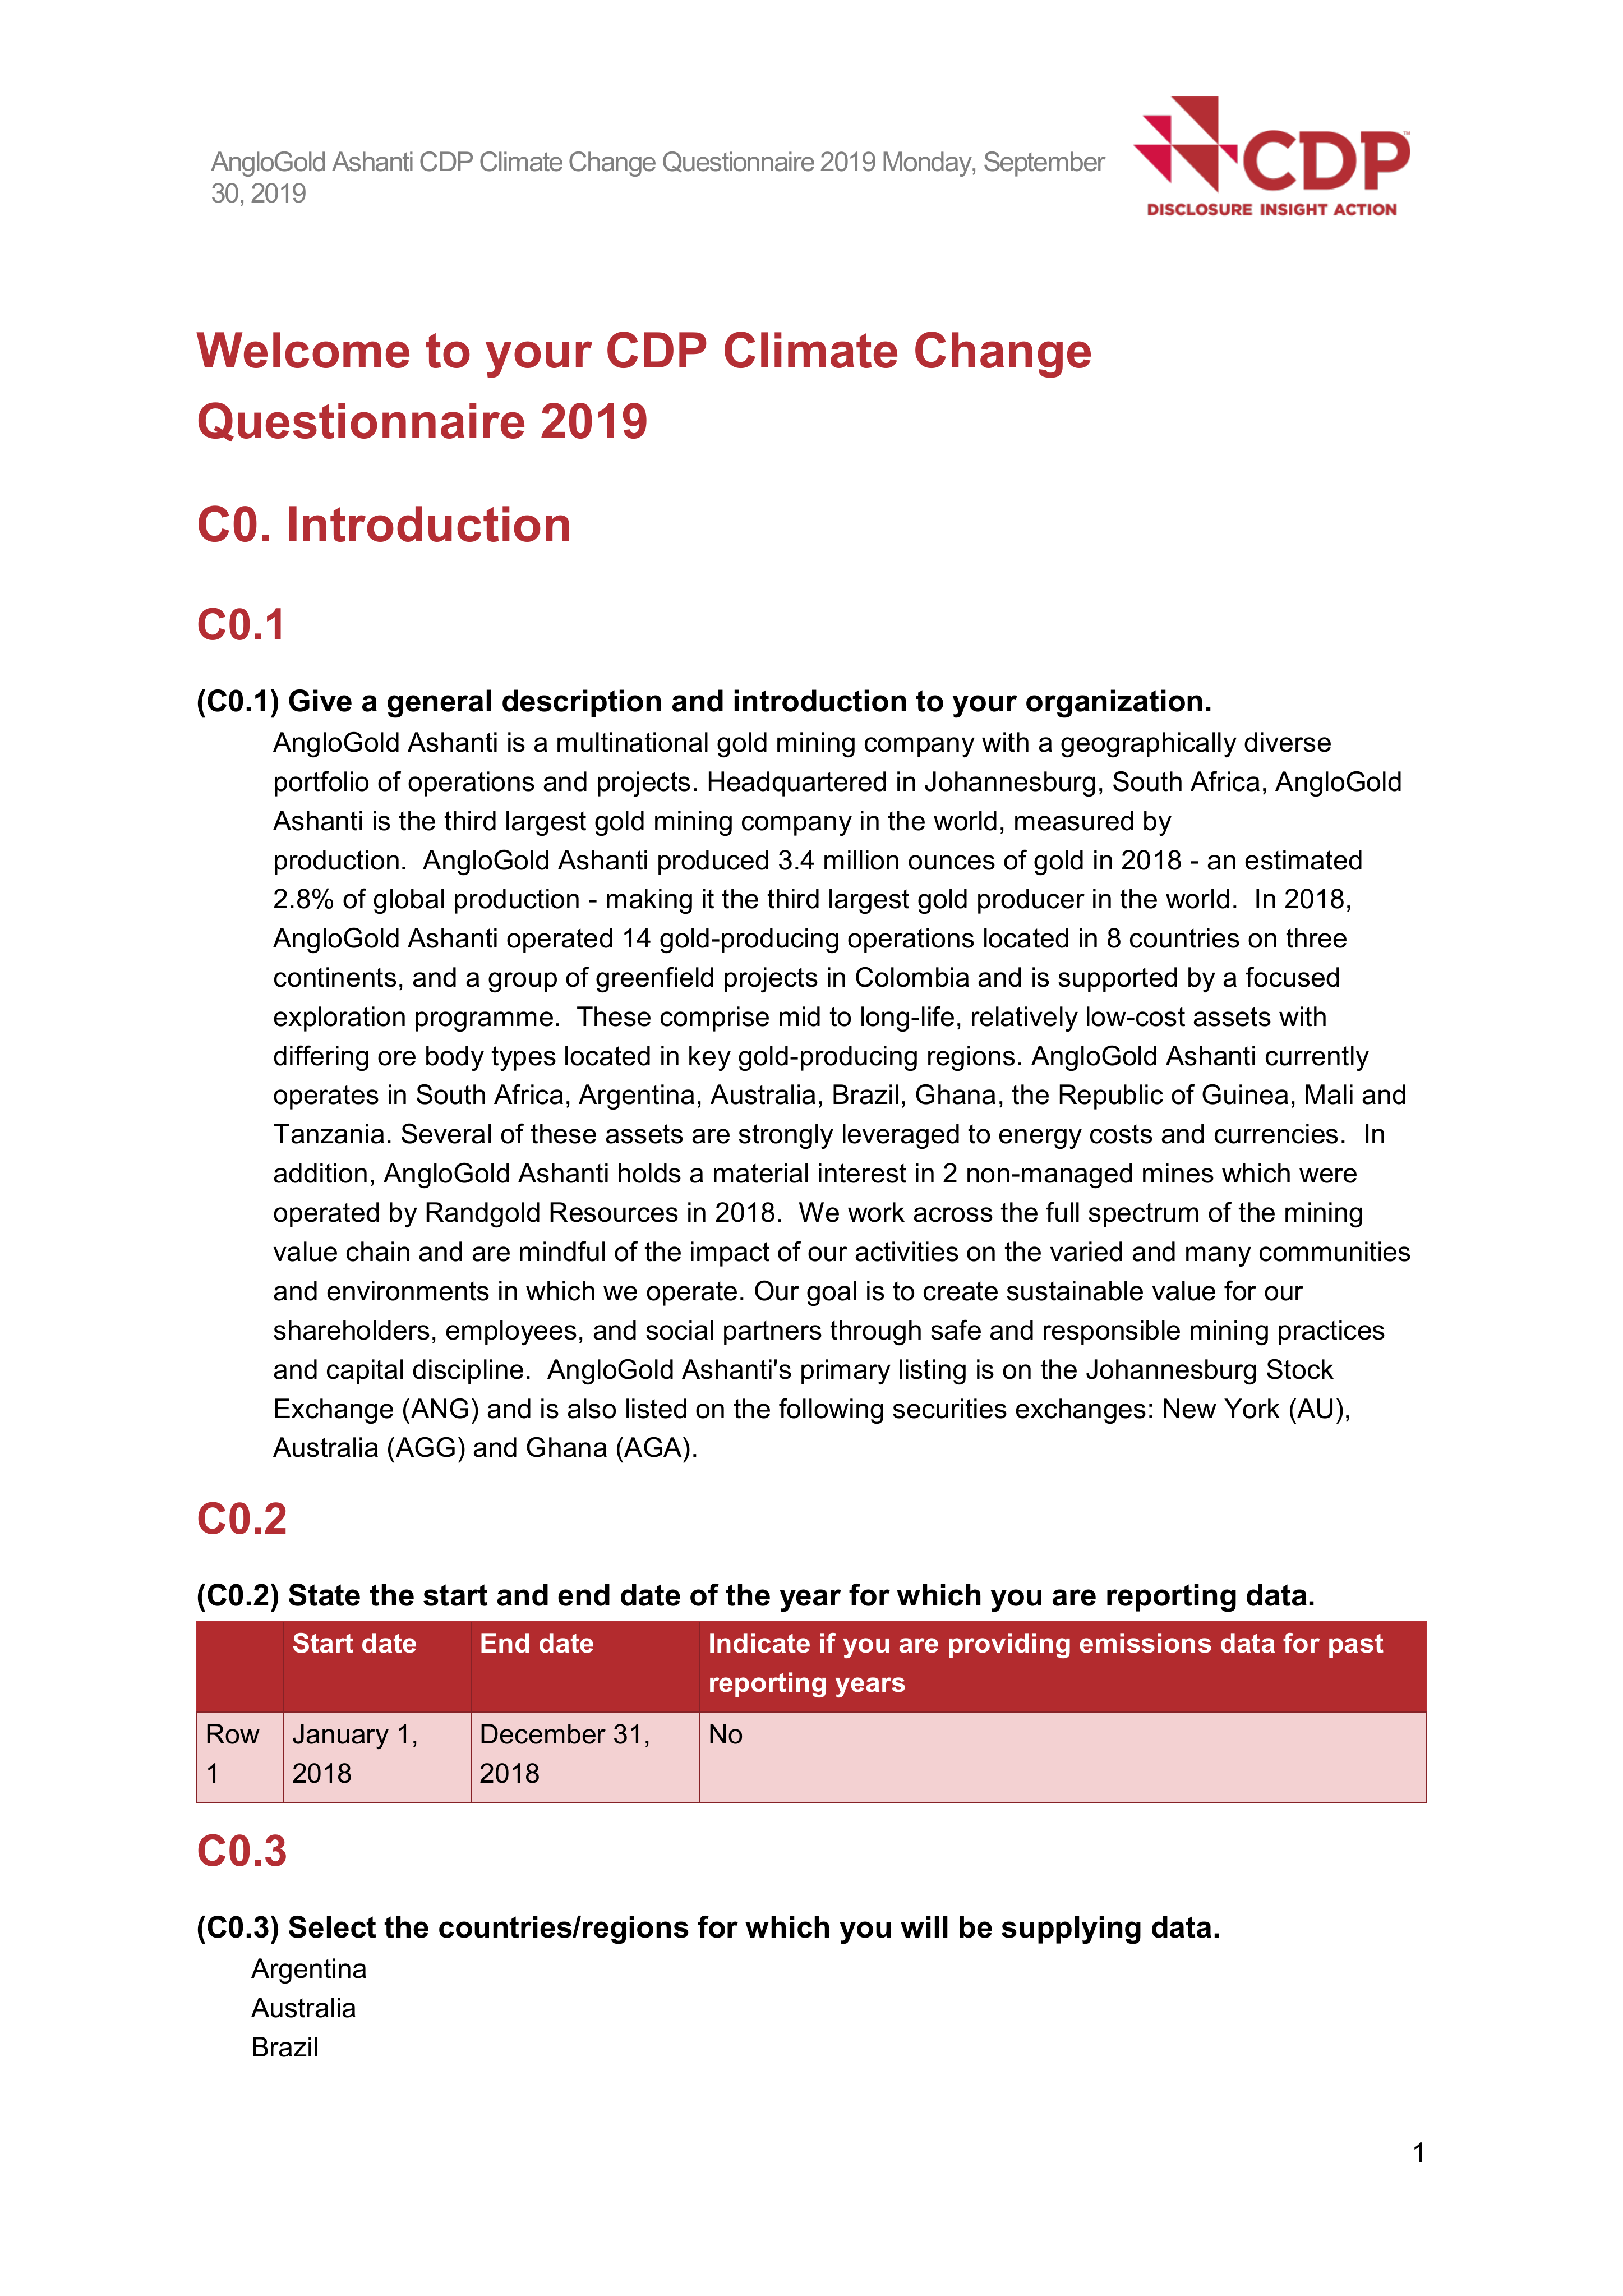 AngloGold Ashanti CDP Climate Change Questionnaire 2019 Monday, September
30, 2019
CDP™
DISCLOSURE INSIGHT ACTION
Welcome to your CDP Climate Change
Questionnaire 2019
C0. Introduction
C0.1
(C0.1) Give a general description and introduction to your organization.
AngloGold Ashanti is a multinational gold mining company with a geographically diverse
portfolio of operations and projects. Headquartered in Johannesburg, South Africa, AngloGold
Ashanti is the third largest gold mining company in the world, measured by
production.  AngloGold Ashanti produced 3.4 million ounces of gold in 2018 - an estimated
2.8% of global production - making it the third largest gold producer in the world.  In 2018,
AngloGold Ashanti operated 14 gold-producing operations located in 8 countries on three
continents, and a group of greenfield projects in Colombia and is supported by a focused
exploration programme.  These comprise mid to long-life, relatively low-cost assets with
differing ore body types located in key gold-producing regions. AngloGold Ashanti currently
operates in South Africa, Argentina, Australia, Brazil, Ghana, the Republic of Guinea, Mali and
Tanzania. Several of these assets are strongly leveraged to energy costs and currencies.  In
addition, AngloGold Ashanti holds a material interest in 2 non-managed mines which were
operated by Randgold Resources in 2018.  We work across the full spectrum of the mining
value chain and are mindful of the impact of our activities on the varied and many communities
and environments in which we operate. Our goal is to create sustainable value for our
shareholders, employees, and social partners through safe and responsible mining practices
and capital discipline.  AngloGold Ashanti's primary listing is on the Johannesburg Stock
Exchange (ANG) and is also listed on the following securities exchanges: New York (AU),
Australia (AGG) and Ghana (AGA).
C0.2
(C0.2) State the start and end date of the year for which you are reporting data.
Start date End date Indicate if you are providing emissions data for past
reporting years
Row January 1, December 31, No
1 2018 2018
C0.3
(C0.3) Select the countries/regions for which you will be supplying data.
Argentina
Australia
Brazil
1